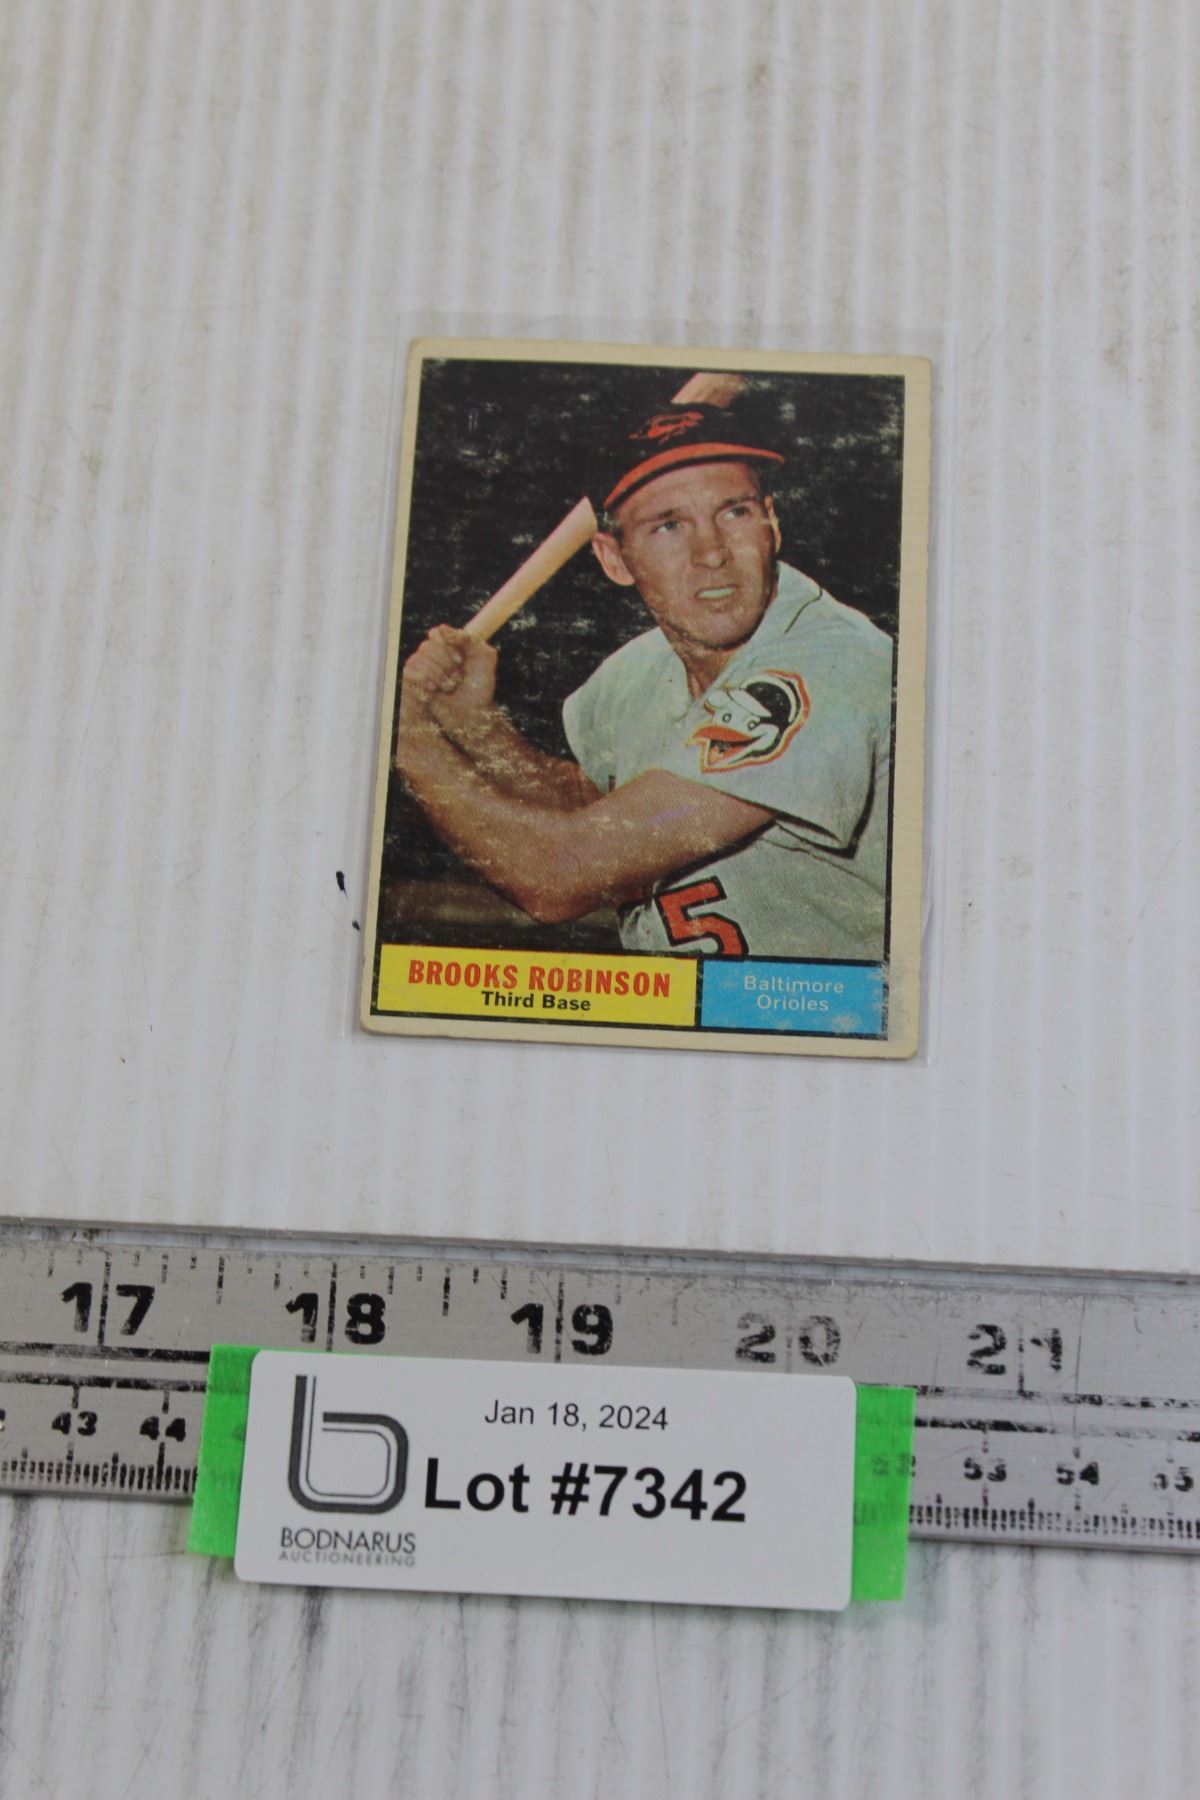 5
BROOKS ROBINSON
Third Base
Baltimore
Orioles
17 18 19 20 21
43 44 53 54 55
Jan 18, 2024
Lot #7342
b
BODNARUS
AUCTIONEERING